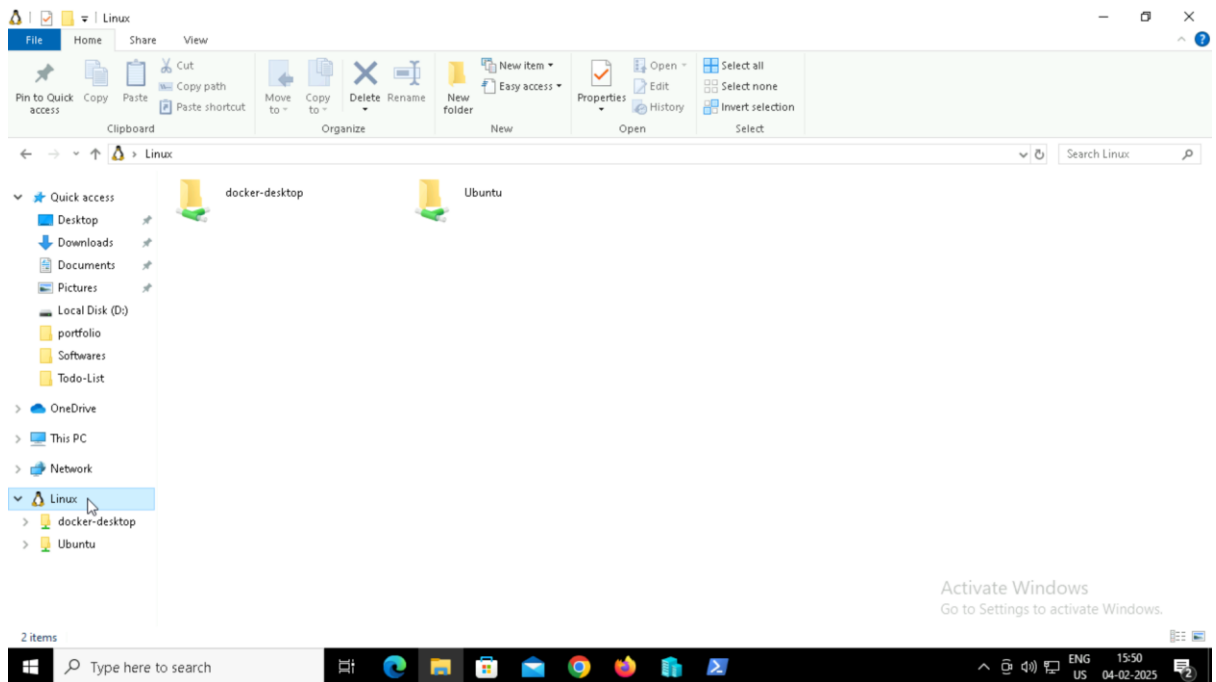 Linux
File Home Share View
Pin to Quick access
Copy
Paste
Cut
Copy path
Paste shortcut
Clipboard
Move to
Copy to
Delete
Rename
Organize
New folder
New item
Easy access
New
Properties
Open
Edit
History
Open
Select all
Select none
Invert selection
Select
Linux
Search Linux
Quick access
Desktop
Downloads
Documents
Pictures
Local Disk (D:)
portfolio
Softwares
Todo-List
OneDrive
This PC
Network
Linux
docker-desktop
Ubuntu
docker-desktop
Ubuntu
Activate Windows
Go to Settings to activate Windows.
2 items
Type here to search
ENG
US
15:50
04-02-2025
2